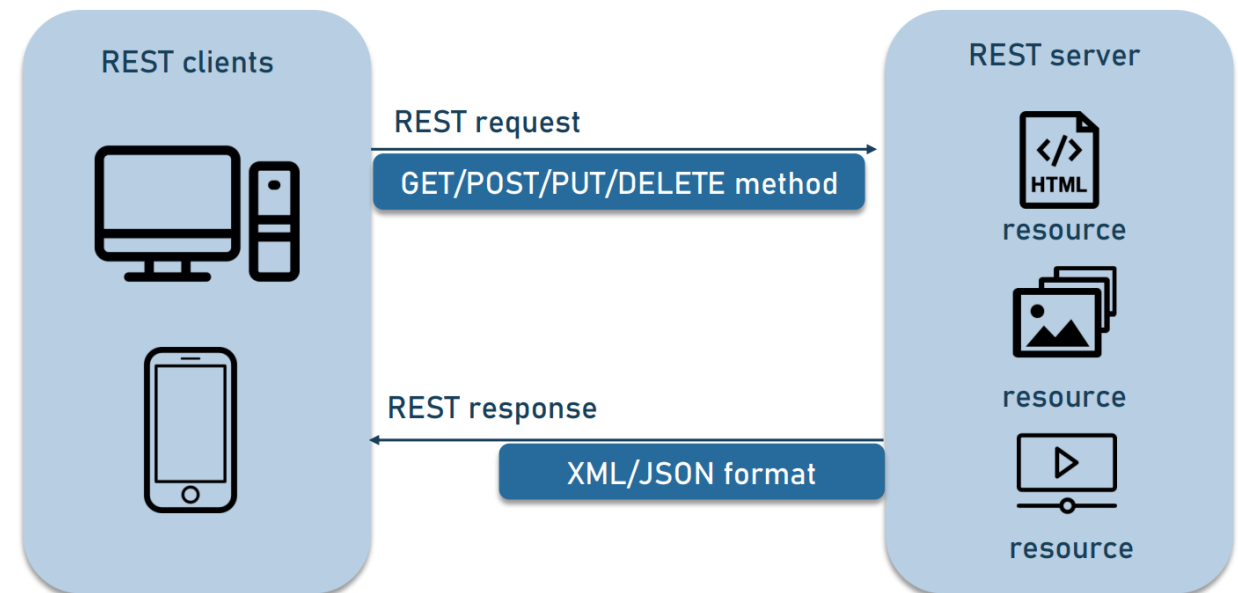 REST clients
REST request
GET/POST/PUT/DELETE method
REST response
XML/JSON format
REST server
</>
HTML
resource
resource
resource